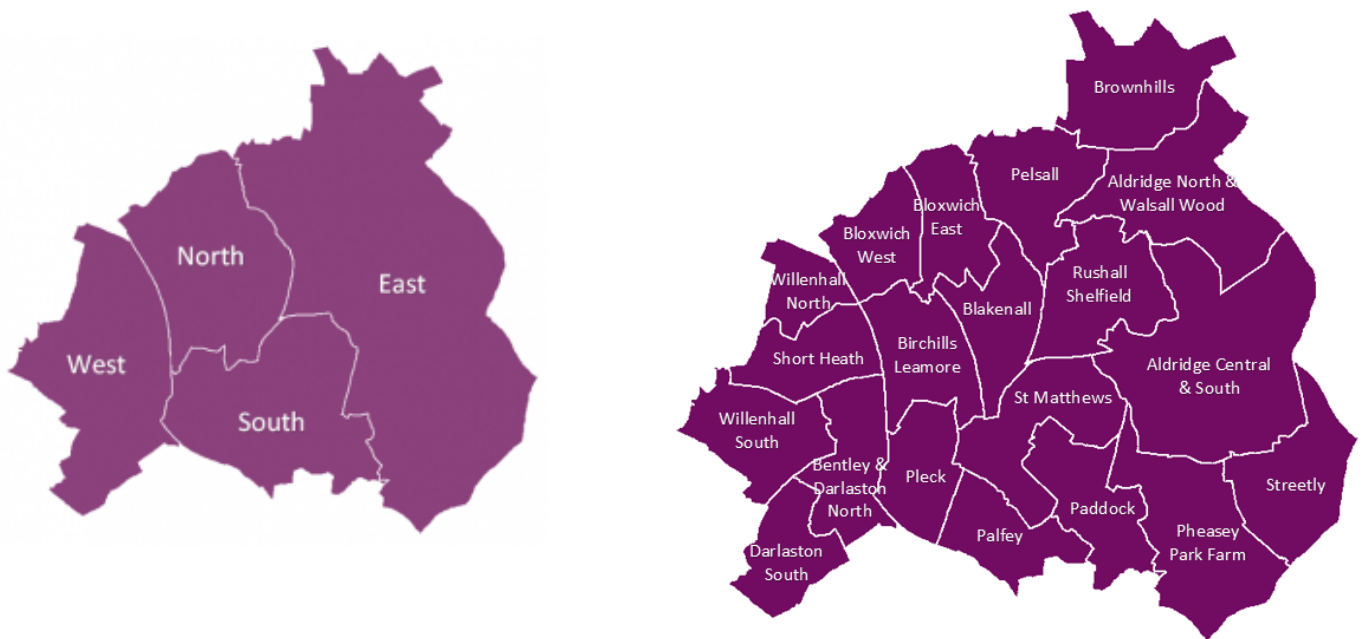 North
East
West
South
Brownhills
Pelsall
Aldridge North &
Walsall Wood
Bloxwich
East
Bloxwich
West
Rushall
Shelfield
Willenhall
North
Blakenall
Birchills
Leamore
Short Heath
Aldridge Central
& South
St Matthews
Willenhall
South
Bentley &
Darlaston
North
Pleck
Streetly
Paddock
Palfey
Pheasey
Park Farm
Darlaston
South